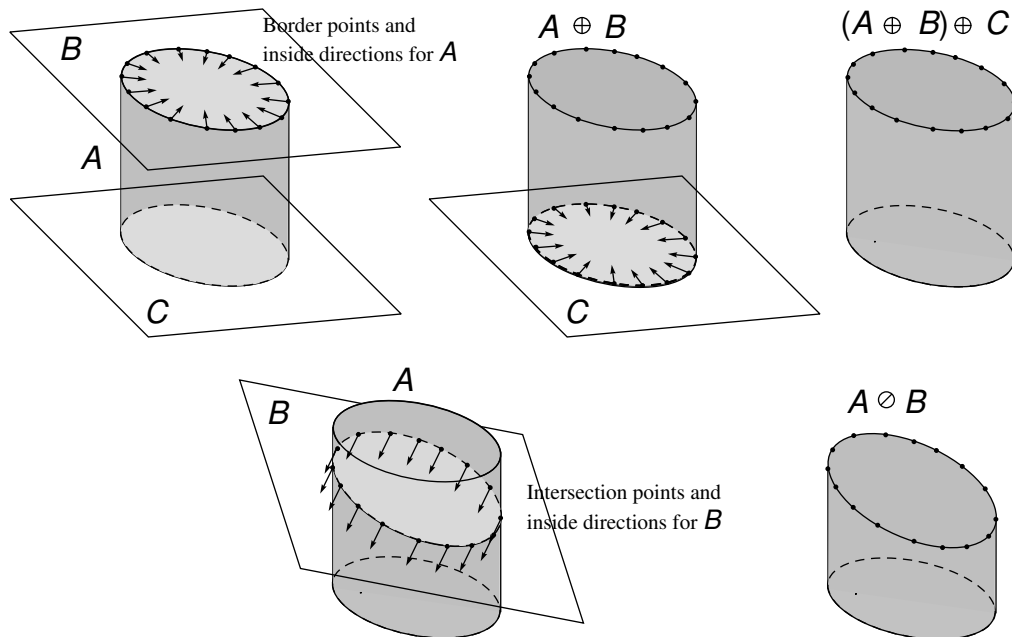 Border points and
inside directions for A
B
A
C
A ⊕ B
C
(A ⊕ B) ⊕ C
A
B
Intersection points and
inside directions for B
A ⊘ B